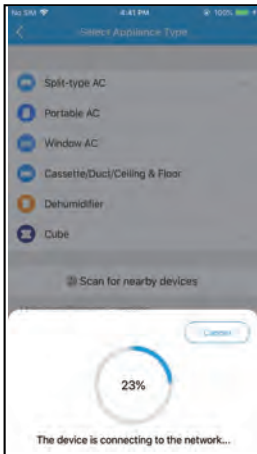 No SIM 4:41 PM 100%
Select Appliance Type
Split-type AC
Portable AC
Window AC
Cassette/Duct/Ceiling & Floor
Dehumidifier
Cube
Scan for nearby devices
Cancel
23%
The device is connecting to the network...